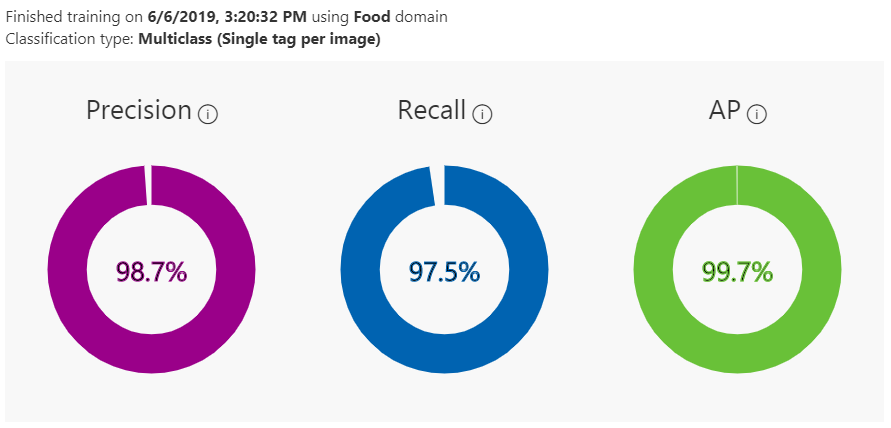 Finished training on 6/6/2019, 3:20:32 PM using Food domain
Classification type: Multiclass (Single tag per image)
Precision i Recall i AP i
98.7% 97.5% 99.7%